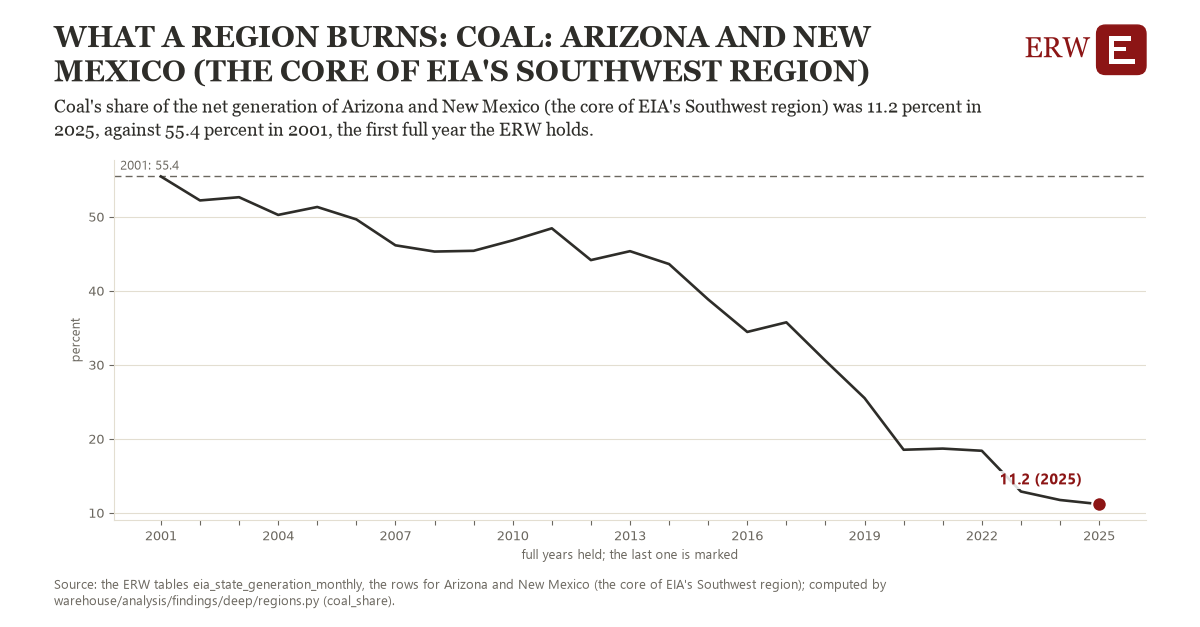 WHAT A REGION BURNS: COAL: ARIZONA AND NEW
MEXICO (THE CORE OF EIA'S SOUTHWEST REGION)
ERW E
Coal's share of the net generation of Arizona and New Mexico (the core of EIA's Southwest region) was 11.2 percent in
2025, against 55.4 percent in 2001, the first full year the ERW holds.
2001: 55.4
50
40
30
20
10
percent
11.2 (2025)
2001 2004 2007 2010 2013 2016 2019 2022 2025
full years held; the last one is marked
Source: the ERW tables eia_state_generation_monthly, the rows for Arizona and New Mexico (the core of EIA's Southwest region); computed by
warehouse/analysis/findings/deep/regions.py (coal_share).